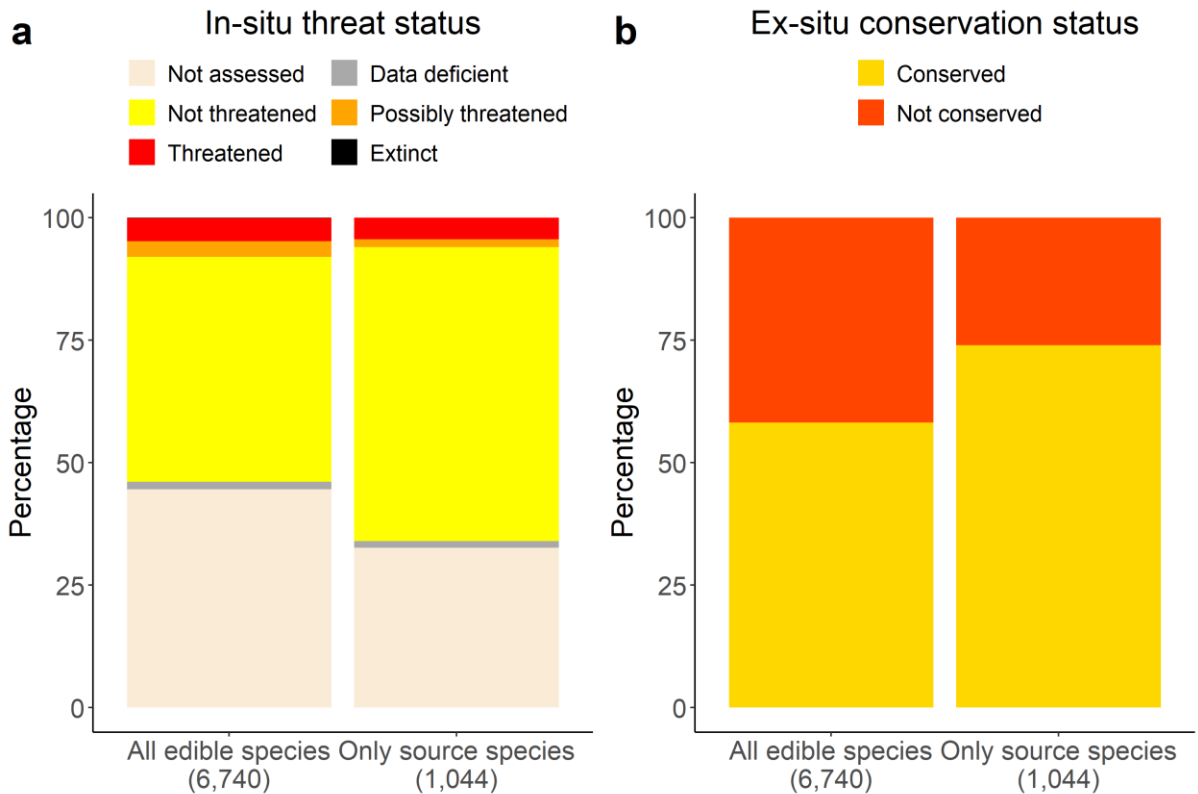 a
In-situ threat status
Not assessed
Data deficient
Not threatened
Possibly threatened
Threatened
Extinct
Percentage
100
75
50
25
0
All edible species
(6,740)
Only source species
(1,044)
b
Ex-situ conservation status
Conserved
Not conserved
Percentage
100
75
50
25
0
All edible species
(6,740)
Only source species
(1,044)